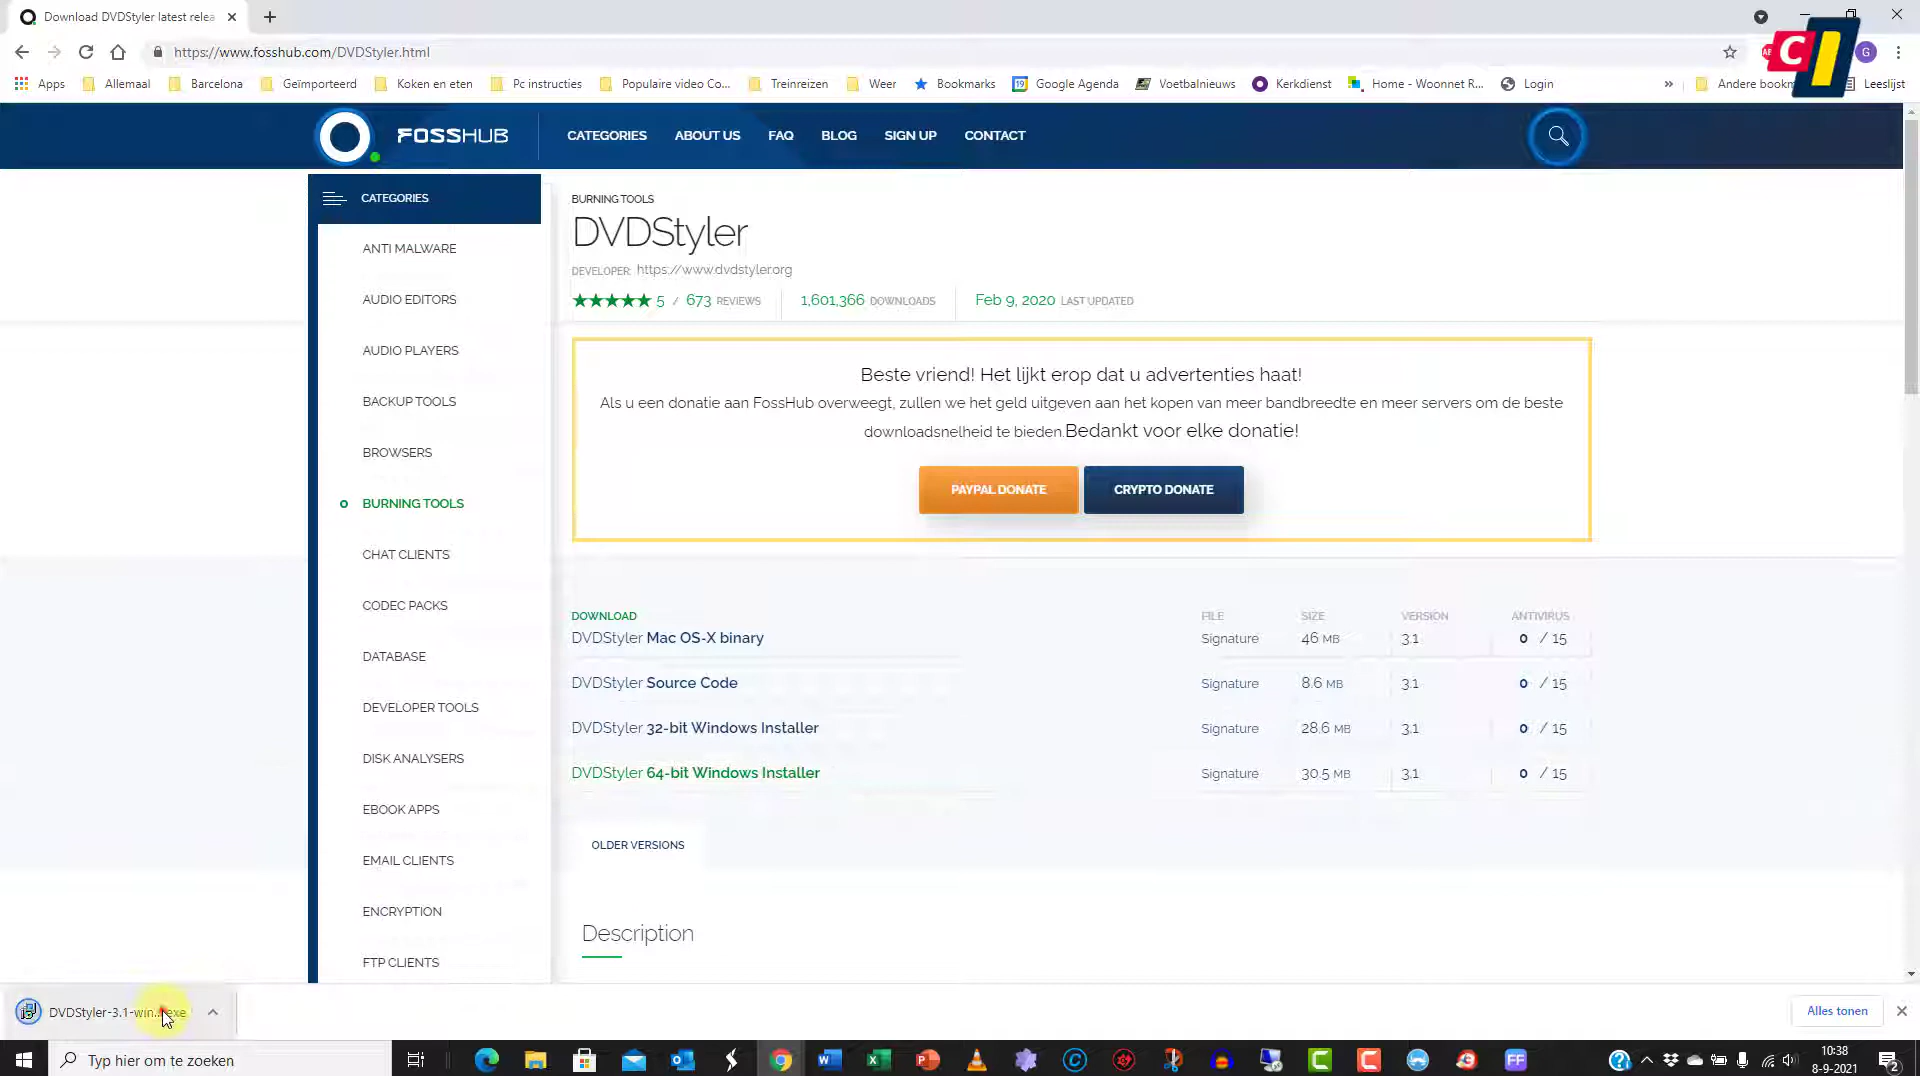 Download DVDStyler latest relea
https://www.fosshub.com/DVDStyler.html
Apps
Allemaal
Barcelona
Geïmporteerd
Koken en eten
Pc instructies
Populaire video Co...
Treinreizen
Weer
Bookmarks
Google Agenda
Voetbalnieuws
Kerkdienst
Home - Woonnet R...
Login
»
Andere bookm
Leeslijst
FOSSHUB
CATEGORIES
ABOUT US
FAQ
BLOG
SIGN UP
CONTACT
CATEGORIES
ANTI MALWARE
AUDIO EDITORS
AUDIO PLAYERS
BACKUP TOOLS
BROWSERS
BURNING TOOLS
CHAT CLIENTS
CODEC PACKS
DATABASE
DEVELOPER TOOLS
DISK ANALYSERS
EBOOK APPS
EMAIL CLIENTS
ENCRYPTION
FTP CLIENTS
BURNING TOOLS
DVDStyler
DEVELOPER: https://www.dvdstyler.org
★★★★★ 5 / 673 REVIEWS
1,601,366 DOWNLOADS
Feb 9, 2020 LAST UPDATED
Beste vriend! Het lijkt erop dat u advertenties haat!
Als u een donatie aan FossHub overweegt, zullen we het geld uitgeven aan het kopen van meer bandbreedte en meer servers om de beste
downloadsnelheid te bieden.Bedankt voor elke donatie!
PAYPAL DONATE
CRYPTO DONATE
DOWNLOAD FILE SIZE VERSION ANTIVIRUS
DVDStyler Mac OS-X binary Signature 46 MB 3.1 0 / 15
DVDStyler Source Code Signature 8.6 MB 3.1 0 / 15
DVDStyler 32-bit Windows Installer Signature 28.6 MB 3.1 0 / 15
DVDStyler 64-bit Windows Installer Signature 30.5 MB 3.1 0 / 15
OLDER VERSIONS
Description
DVDStyler-3.1-win...exe
Alles tonen
Typ hier om te zoeken
10:38
8-9-2021